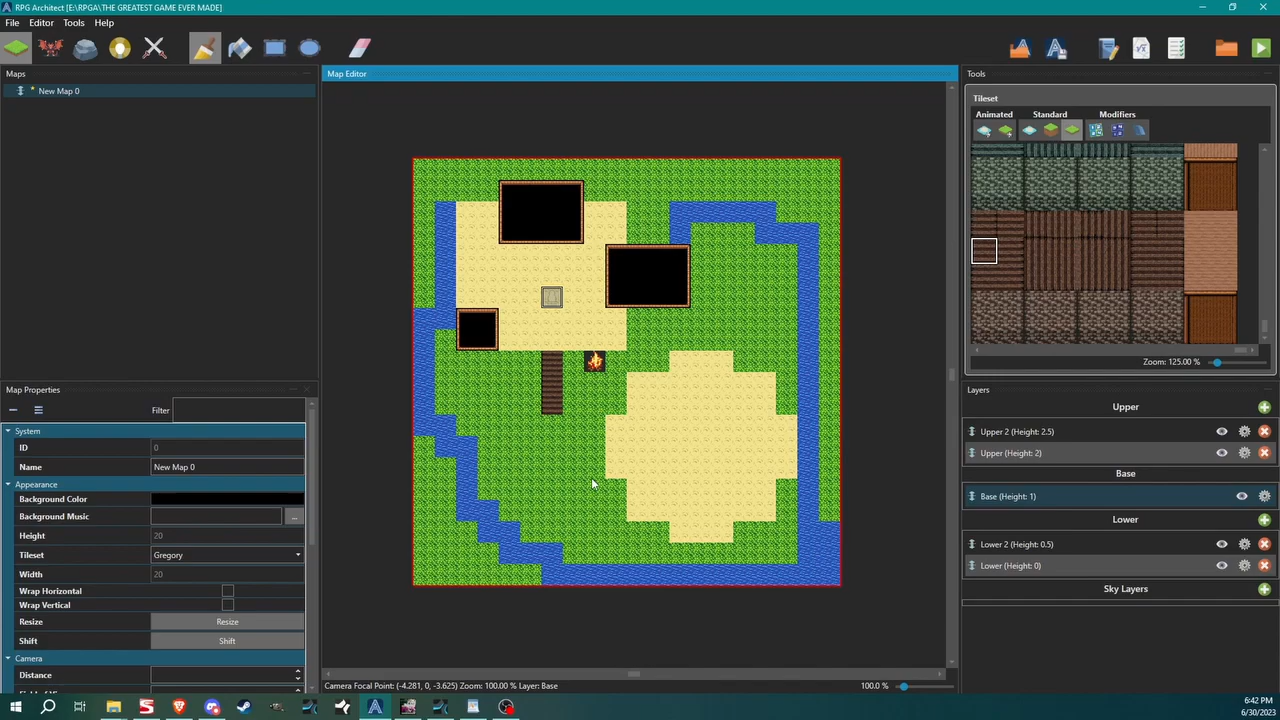 RPG Architect [E:\RPGA\THE GREATEST GAME EVER MADE]
File Editor Tools Help
Maps
* New Map 0
Map Properties
Filter
System
ID 0
Name New Map 0
Appearance
Background Color
Background Music ...
Height 20
Tileset Gregory
Width 20
Wrap Horizontal
Wrap Vertical
Resize Resize
Shift Shift
Camera
Distance
Map Editor
Camera Focal Point: (-4.281, 0, -3.625) Zoom: 100.00 % Layer: Base 100.0 %
Tools
Tileset
Animated Standard Modifiers
Zoom: 125.00 %
Layers
Upper
Upper 2 (Height: 2.5)
Upper (Height: 2)
Base
Base (Height: 1)
Lower
Lower 2 (Height: 0.5)
Lower (Height: 0)
Sky Layers
6:42 PM
6/30/2023